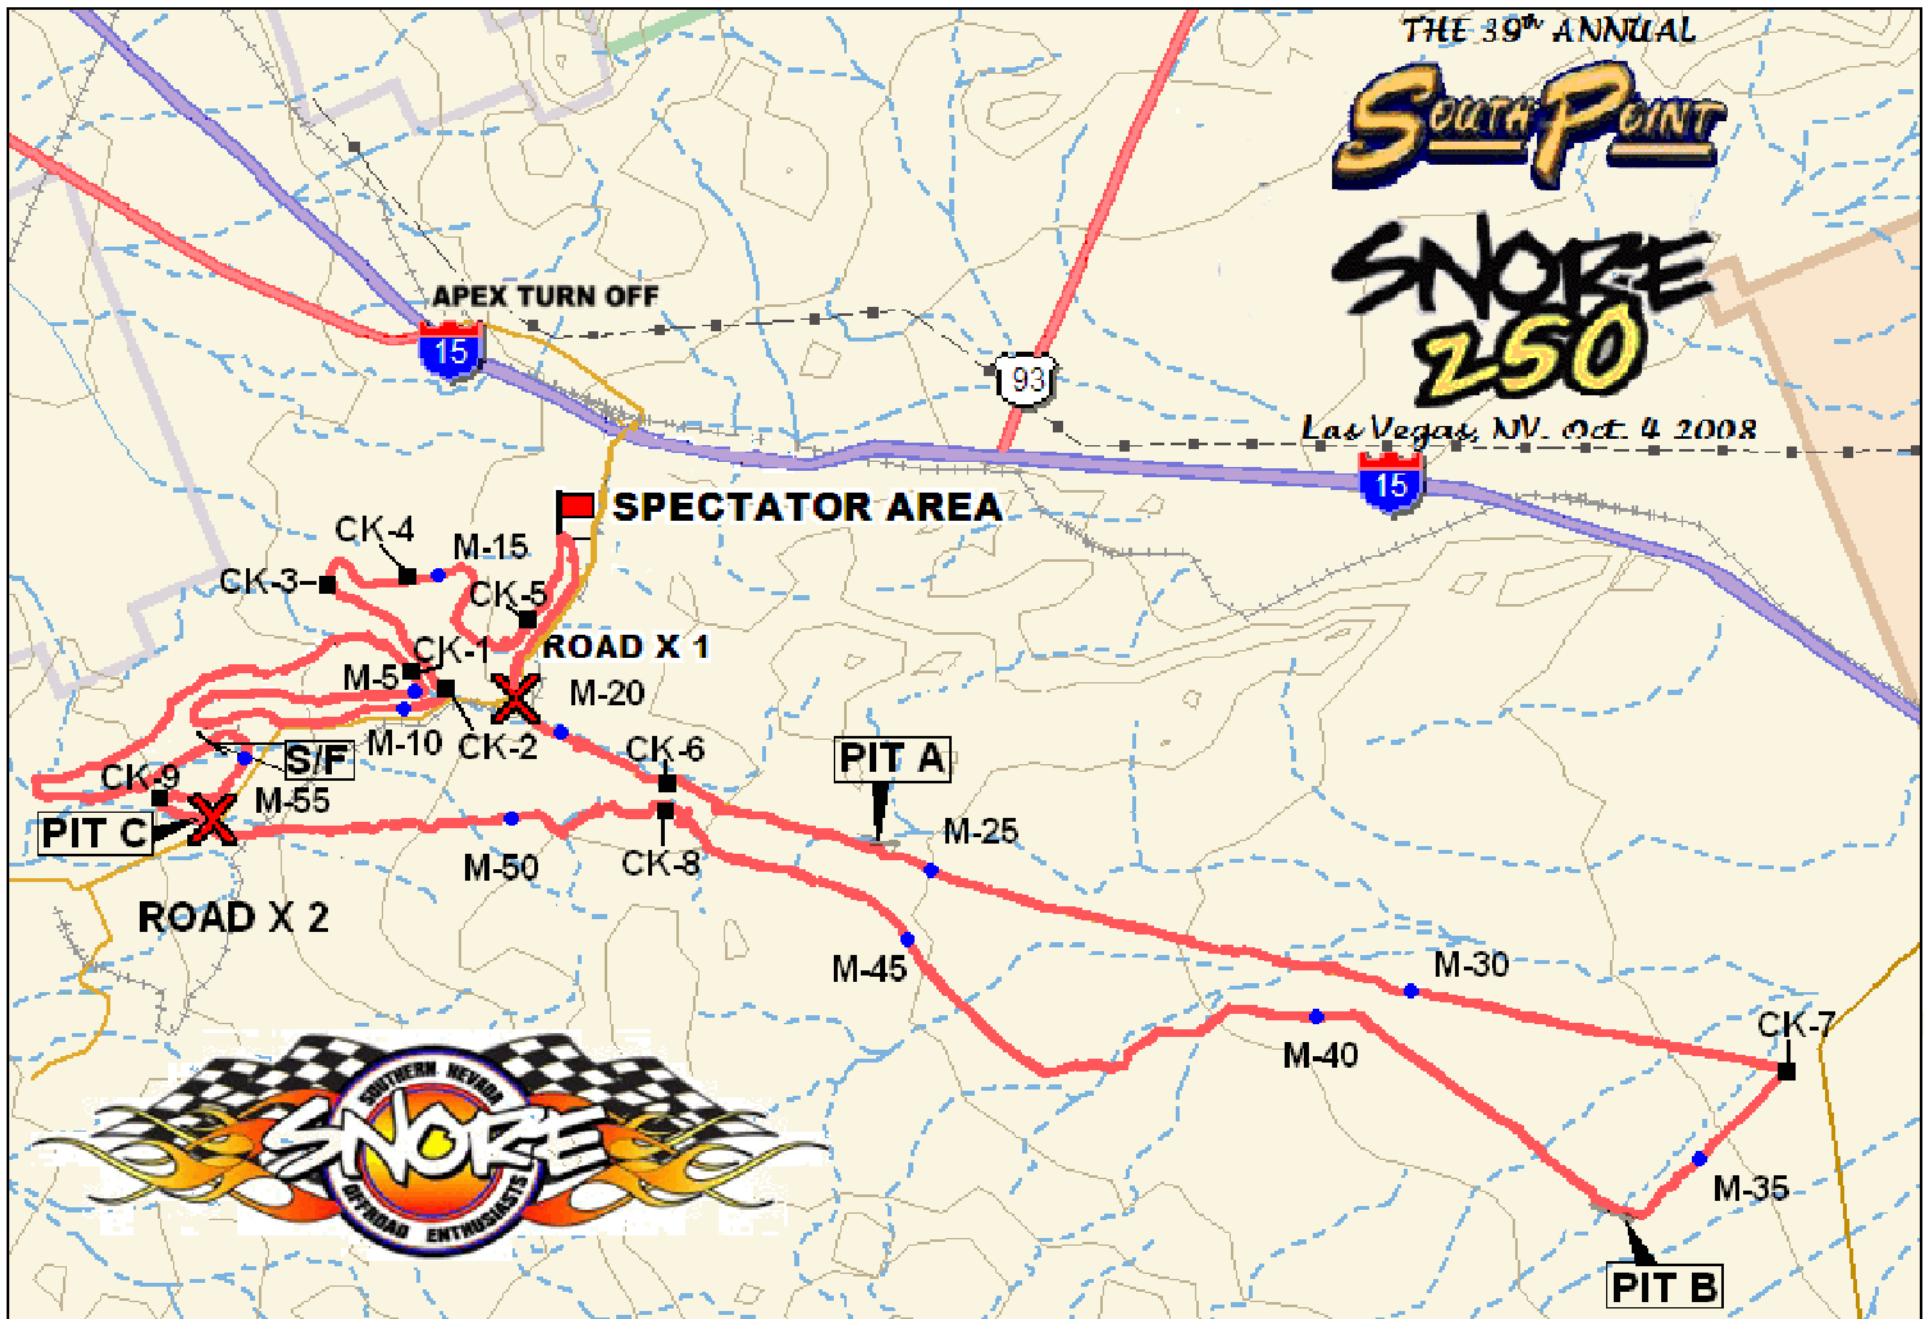 THE 39th ANNUAL
SOUTH POINT
SNORE
250
Las Vegas, NV. Oct. 4 2008
APEX TURN OFF
15
93
15
SPECTATOR AREA
CK-4
M-15
CK-3
CK-5
ROAD X 1
CK-1
M-5
M-20
M-10
CK-2
CK-6
PIT A
S/F
CK-9
M-55
PIT C
M-25
M-50
CK-8
ROAD X 2
M-45
M-30
CK-7
M-40
M-35
PIT B
SOUTHERN NEVADA
SNORE
OFFROAD ENTHUSIASTS